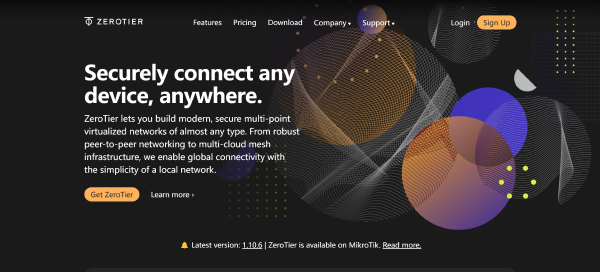 ZEROTIER
Features Pricing Download Company Support Login Sign Up
Securely connect any
device, anywhere.
ZeroTier lets you build modern, secure multi-point
virtualized networks of almost any type. From robust
peer-to-peer networking to multi-cloud mesh
infrastructure, we enable global connectivity with
the simplicity of a local network.
Get ZeroTier Learn more ›
Latest version: 1.10.6 | ZeroTier is available on MikroTik. Read more.